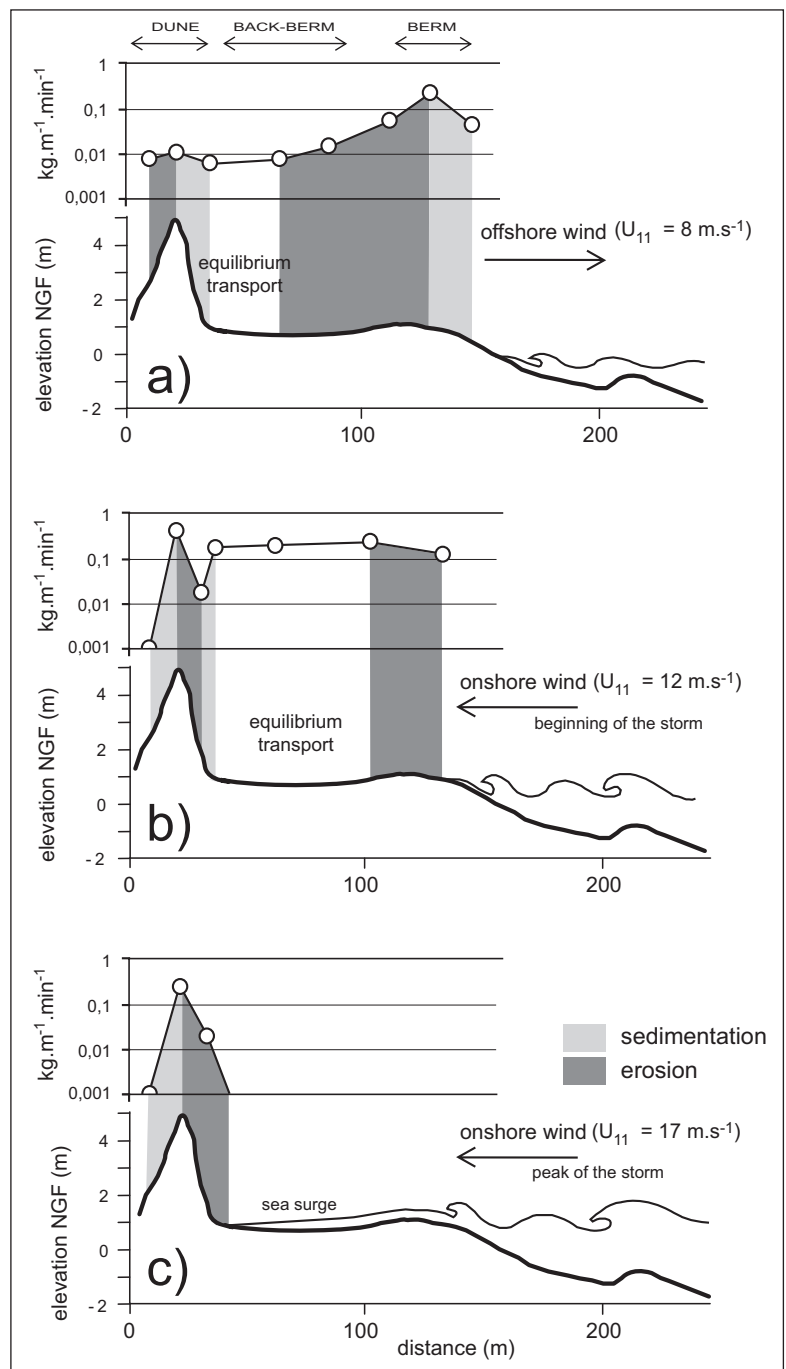 DUNE BACK-BERM BERM
1
0,1
0,01
0,001
kg.m-1.min-1
4
2
0
-2
elevation NGF (m)
equilibrium
transport
offshore wind (U11 = 8 m.s-1)
a)
0 100 200
1
0,1
0,01
0,001
kg.m-1.min-1
4
2
0
-2
elevation NGF (m)
equilibrium
transport
onshore wind (U11 = 12 m.s-1)
beginning of the storm
b)
0 100 200
1
0,1
0,01
0,001
kg.m-1.min-1
sedimentation
erosion
4
2
0
-2
elevation NGF (m)
onshore wind (U11 = 17 m.s-1)
peak of the storm
sea surge
c)
0 100 200
distance (m)